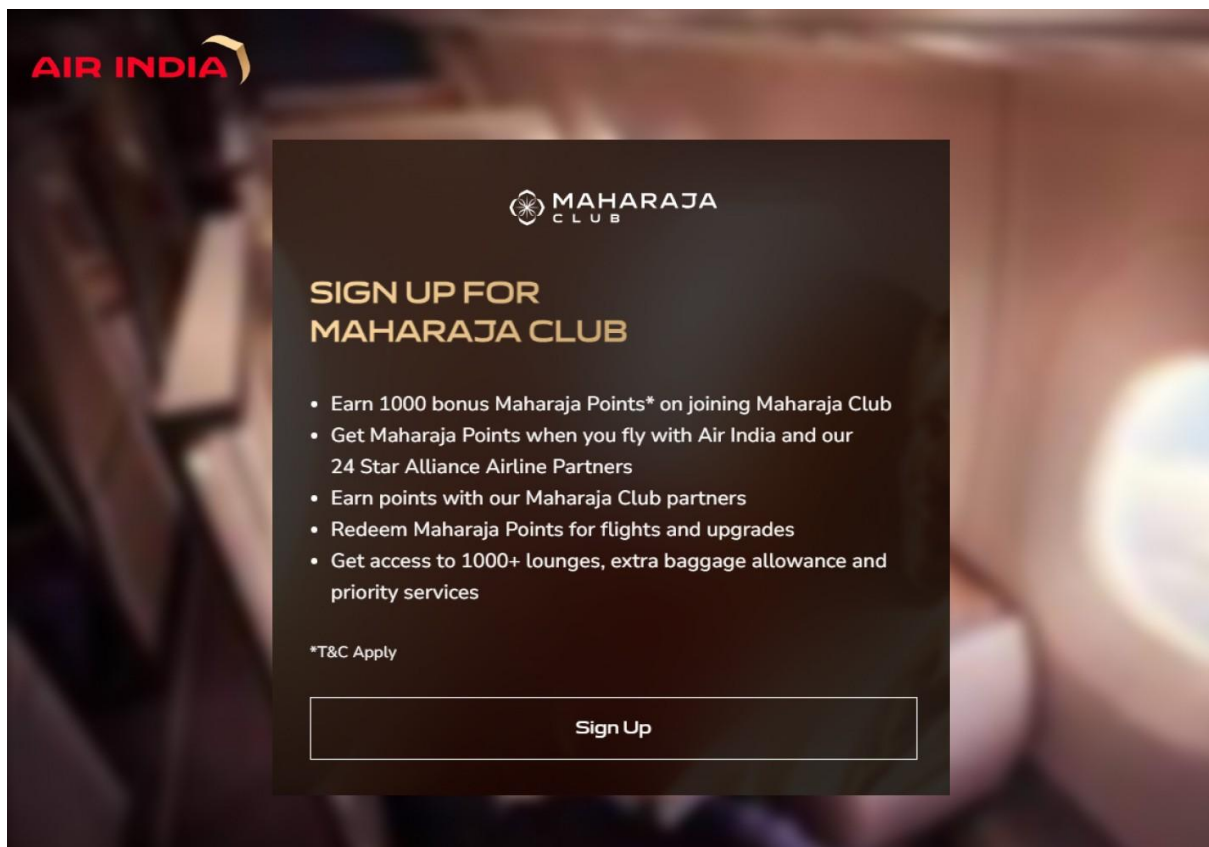 AIR INDIA
MAHARAJA
CLUB
SIGN UP FOR
MAHARAJA CLUB
• Earn 1000 bonus Maharaja Points* on joining Maharaja Club
• Get Maharaja Points when you fly with Air India and our
24 Star Alliance Airline Partners
• Earn points with our Maharaja Club partners
• Redeem Maharaja Points for flights and upgrades
• Get access to 1000+ lounges, extra baggage allowance and
priority services
*T&C Apply
Sign Up